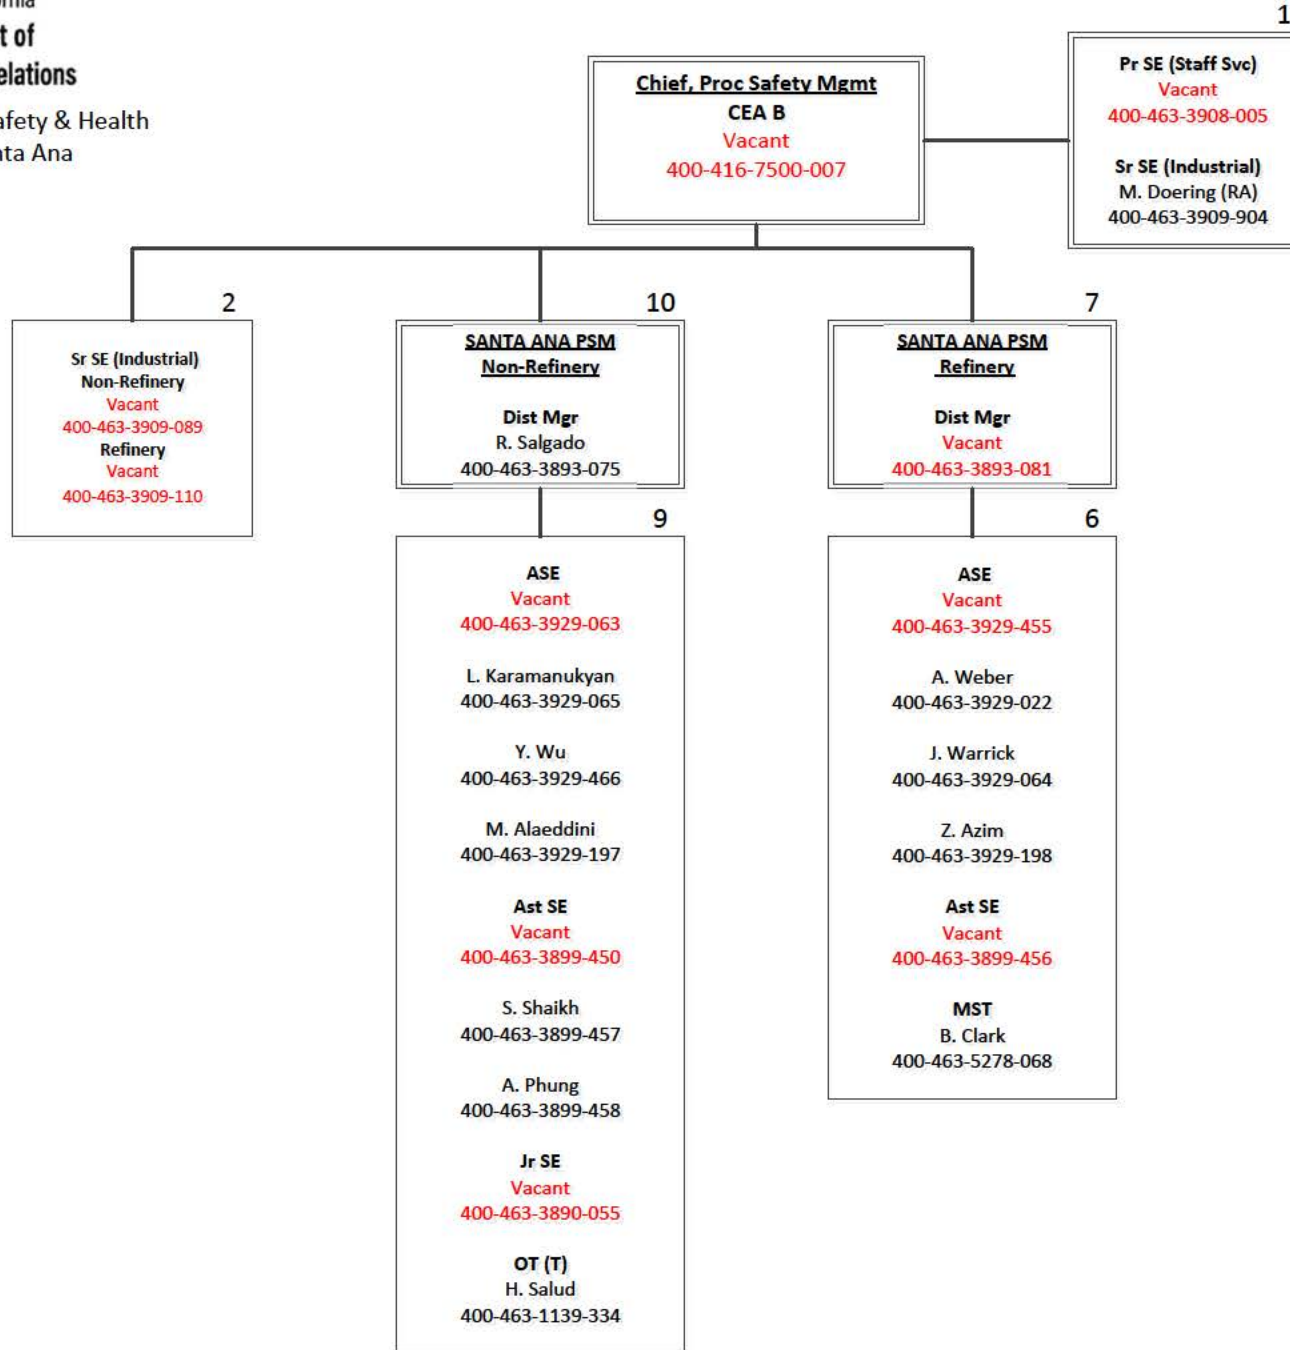 t of
elations
afety & Health
ta Ana
1
Pr SE (Staff Svc)
Vacant
400-463-3908-005
Sr SE (Industrial)
M. Doering (RA)
400-463-3909-904
Chief, Proc Safety Mgmt
CEA B
Vacant
400-416-7500-007
2
Sr SE (Industrial)
Non-Refinery
Vacant
400-463-3909-089
Refinery
Vacant
400-463-3909-110
10
SANTA ANA PSM
Non-Refinery
Dist Mgr
R. Salgado
400-463-3893-075
7
SANTA ANA PSM
Refinery
Dist Mgr
Vacant
400-463-3893-081
9
ASE
Vacant
400-463-3929-063
L. Karamanukyan
400-463-3929-065
Y. Wu
400-463-3929-466
M. Alaeddini
400-463-3929-197
Ast SE
Vacant
400-463-3899-450
S. Shaikh
400-463-3899-457
A. Phung
400-463-3899-458
Jr SE
Vacant
400-463-3890-055
OT (T)
H. Salud
400-463-1139-334
6
ASE
Vacant
400-463-3929-455
A. Weber
400-463-3929-022
J. Warrick
400-463-3929-064
Z. Azim
400-463-3929-198
Ast SE
Vacant
400-463-3899-456
MST
B. Clark
400-463-5278-068